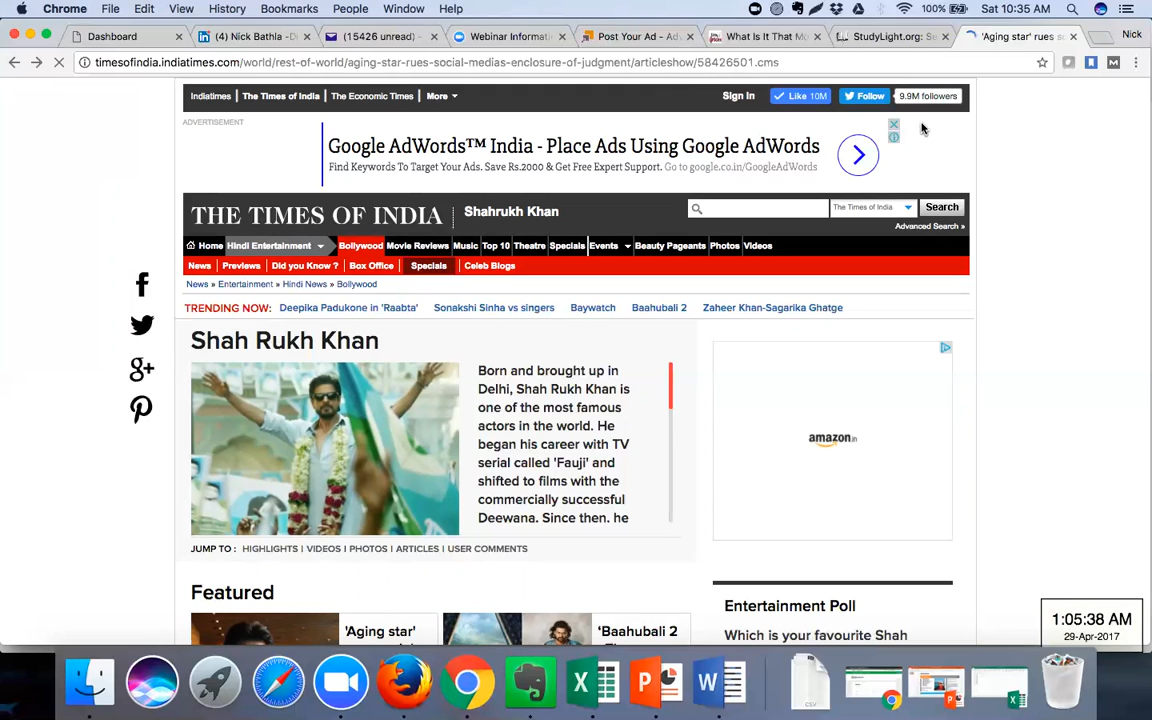 Chrome File Edit View History Bookmarks People Window Help 100% Sat 10:35 AM
Dashboard (4) Nick Bathla - (15426 unread) - Webinar Informati Post Your Ad - Adv What Is It That Mo StudyLight.org: Se 'Aging star' rues s Nick
timesofindia.indiatimes.com/world/rest-of-world/aging-star-rues-social-medias-enclosure-of-judgment/articleshow/58426501.cms
Indiatimes The Times of India The Economic Times More Sign In Like 10M Follow 9.9M followers
ADVERTISEMENT
Google AdWords™ India - Place Ads Using Google AdWords
Find Keywords To Target Your Ads. Save Rs.2000 & Get Free Expert Support. Go to google.co.in/GoogleAdWords
THE TIMES OF INDIA Shahrukh Khan The Times of India Search
Advanced Search »
Home Hindi Entertainment Bollywood Movie Reviews Music Top 10 Theatre Specials Events Beauty Pageants Photos Videos
News Previews Did you Know ? Box Office Specials Celeb Blogs
News » Entertainment » Hindi News » Bollywood
TRENDING NOW: Deepika Padukone in 'Raabta' Sonakshi Sinha vs singers Baywatch Baahubali 2 Zaheer Khan-Sagarika Ghatge
Shah Rukh Khan
Born and brought up in
Delhi, Shah Rukh Khan is
one of the most famous
actors in the world. He
began his career with TV
serial called 'Fauji' and
shifted to films with the
commercially successful
Deewana. Since then, he
amazon.in
JUMP TO : HIGHLIGHTS | VIDEOS | PHOTOS | ARTICLES | USER COMMENTS
Featured
'Aging star'
'Baahubali 2
Entertainment Poll
Which is your favourite Shah
1:05:38 AM
29-Apr-2017
CSV